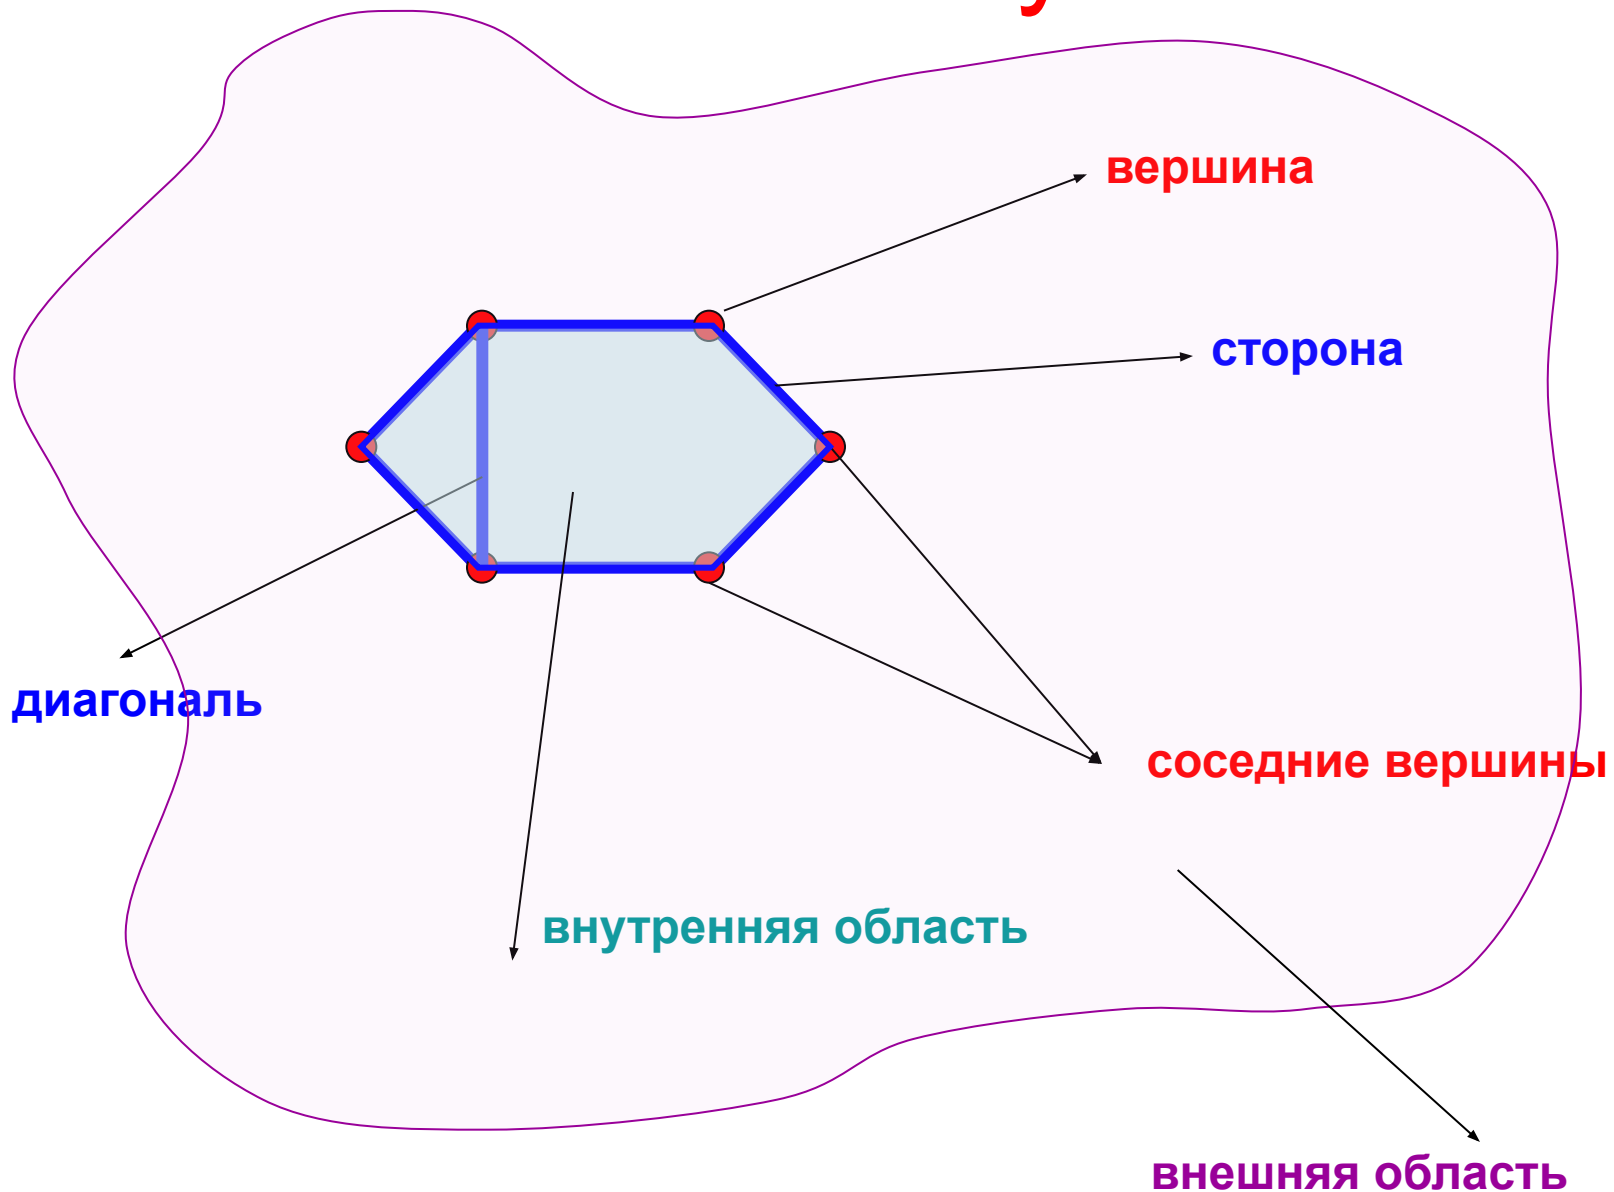 вершина
сторона
диагональ
соседние вершины
внутренняя область
внешняя область